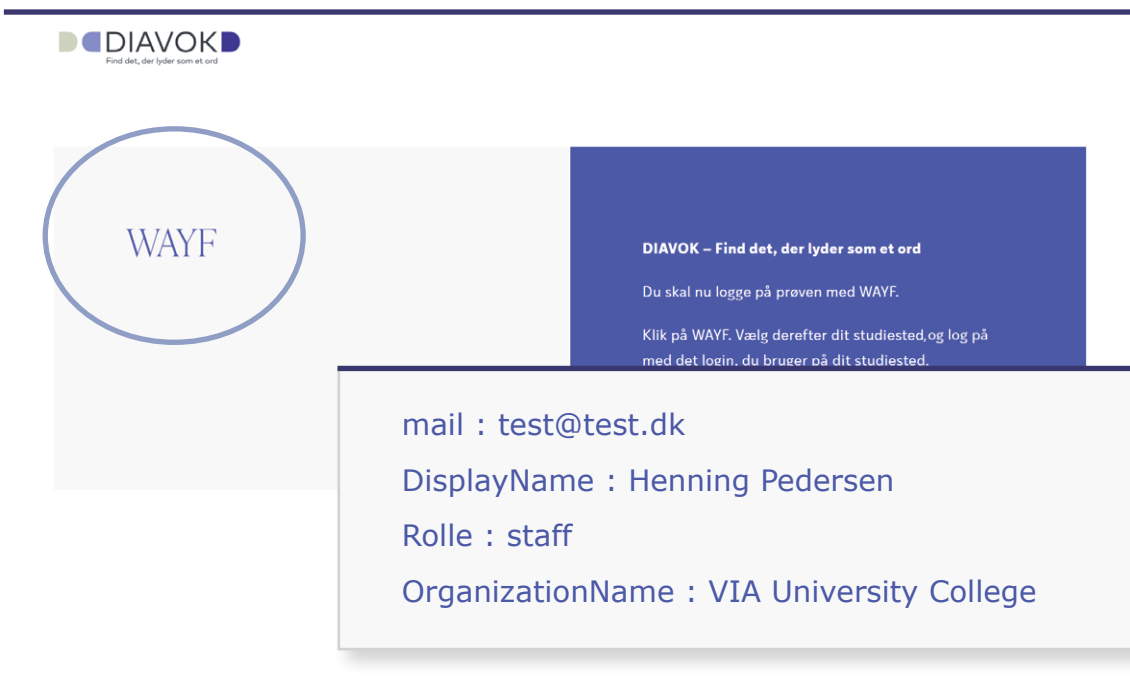 DIAVOK
Find det, der lyder som et ord
WAYF
DIAVOK – Find det, der lyder som et ord
Du skal nu logge på prøven med WAYF.
Klik på WAYF. Vælg derefter dit studiested,og log på
med det login, du bruger på dit studiested.
mail : test@test.dk
DisplayName : Henning Pedersen
Rolle : staff
OrganizationName : VIA University College